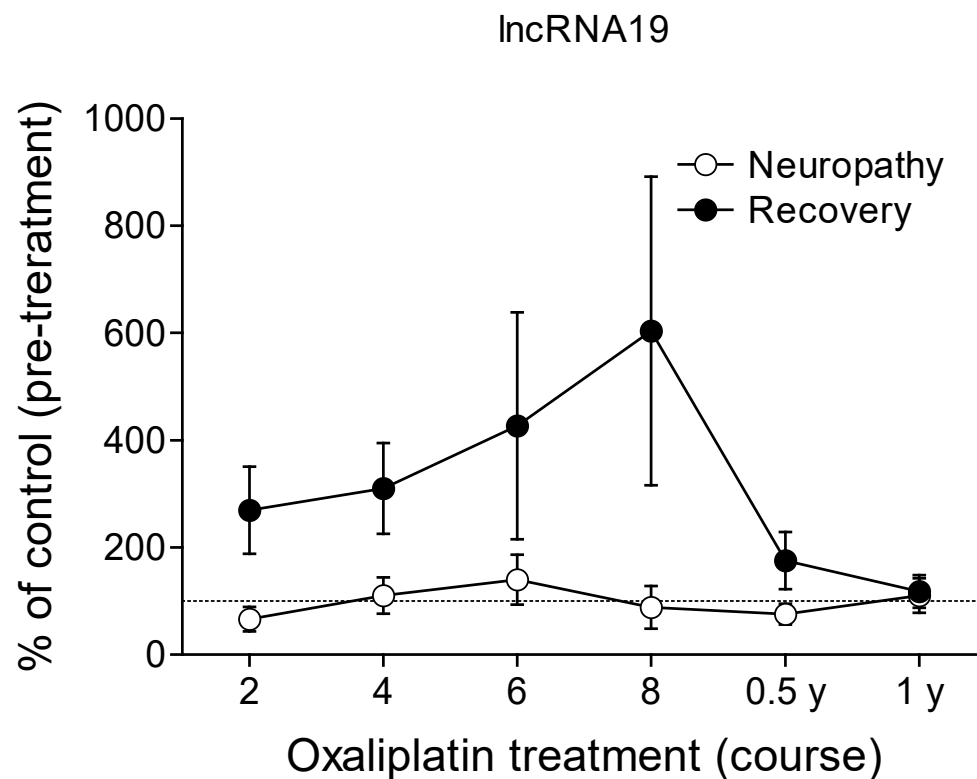 lncRNA19
% of control (pre-treratment)
1000
800
600
400
200
0
Neuropathy
Recovery
2 4 6 8 0.5 y 1 y
Oxaliplatin treatment (course)